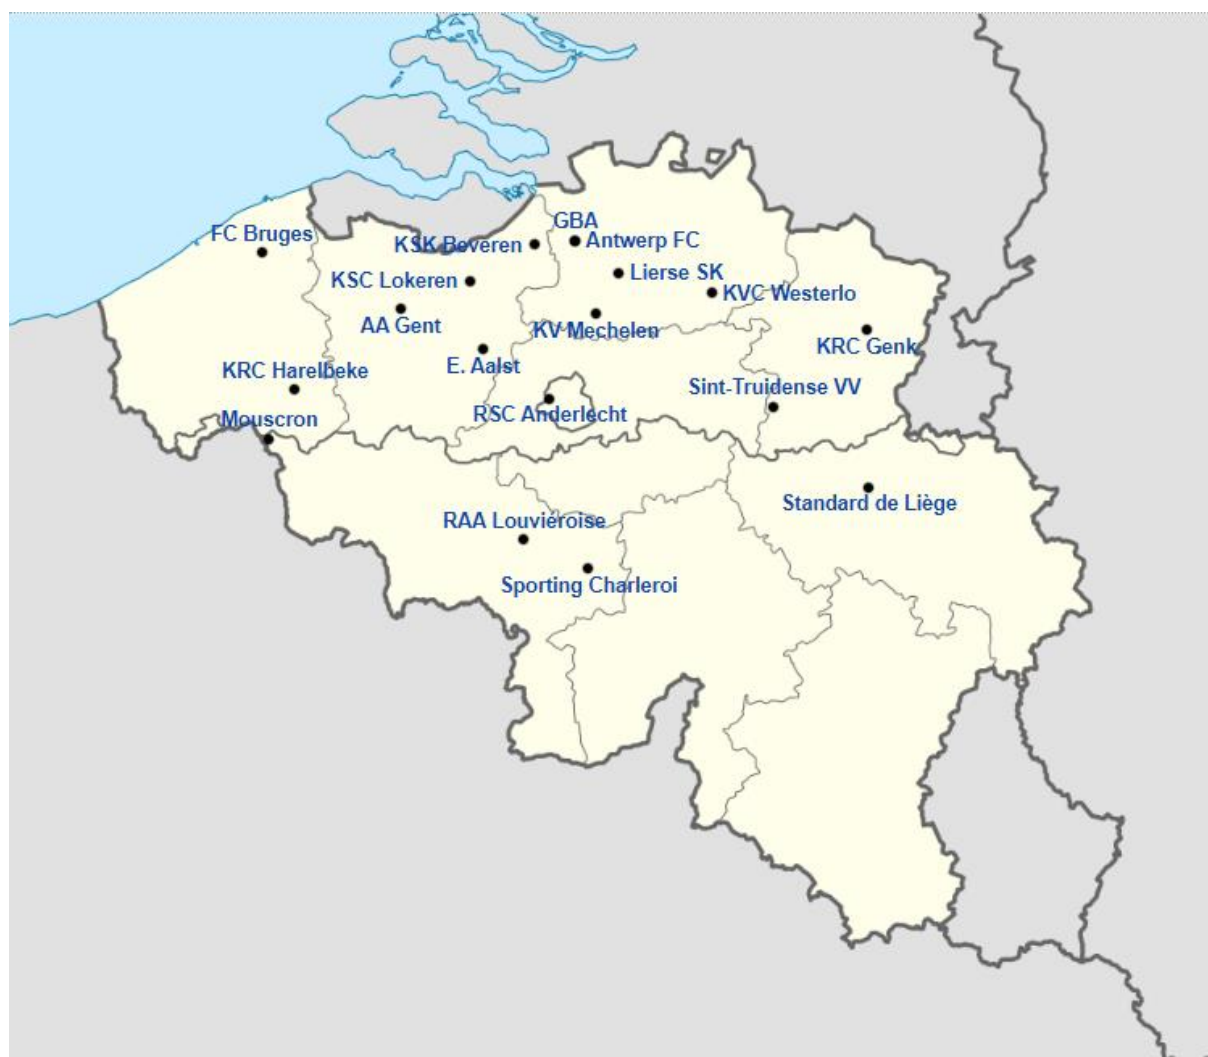 GBA
FC Bruges
KSK Beveren
Antwerp FC
KSC Lokeren
Lierse SK
KVC Westerlo
AA Gent
KV Mechelen
KRC Genk
E. Aalst
KRC Harelbeke
Sint-Truidense VV
RSC Anderlecht
Mouscron
Standard de Liège
RAA Louviéroise
Sporting Charleroi